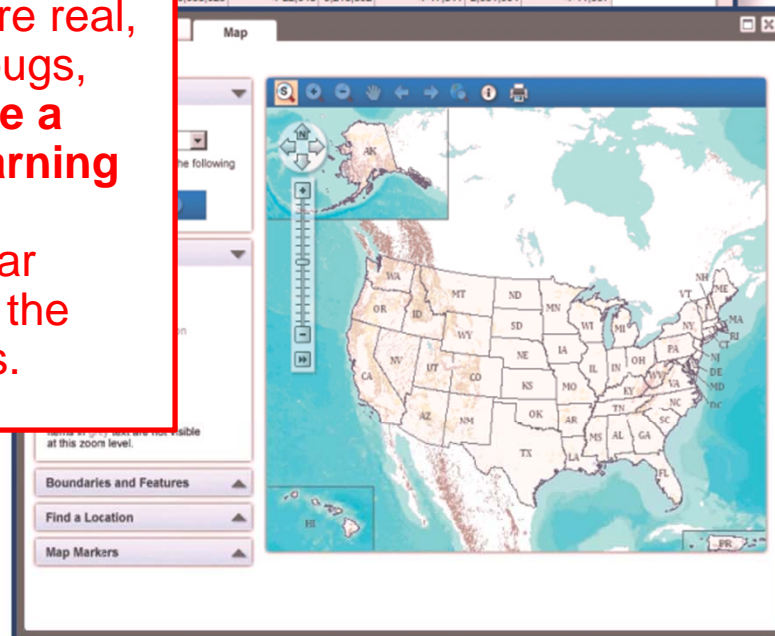 re real,
ougs,
e a
arning
ar
the
s.
Map
he following
on
Items in grey text are not visible
at this zoom level.
Boundaries and Features
Find a Location
Map Markers
S
N
AK
WA
MT
ND
MN
OR
ID
SD
WI
MI
WY
NH
VT
ME
NY
MA
RI
CT
NV
UT
CO
NE
IA
IL
IN
OH
PA
NJ
DE
MD
DC
WV
VA
CA
KS
MO
KY
NC
TN
AZ
NM
OK
AR
SC
MS
AL
GA
TX
LA
FL
HI
PR